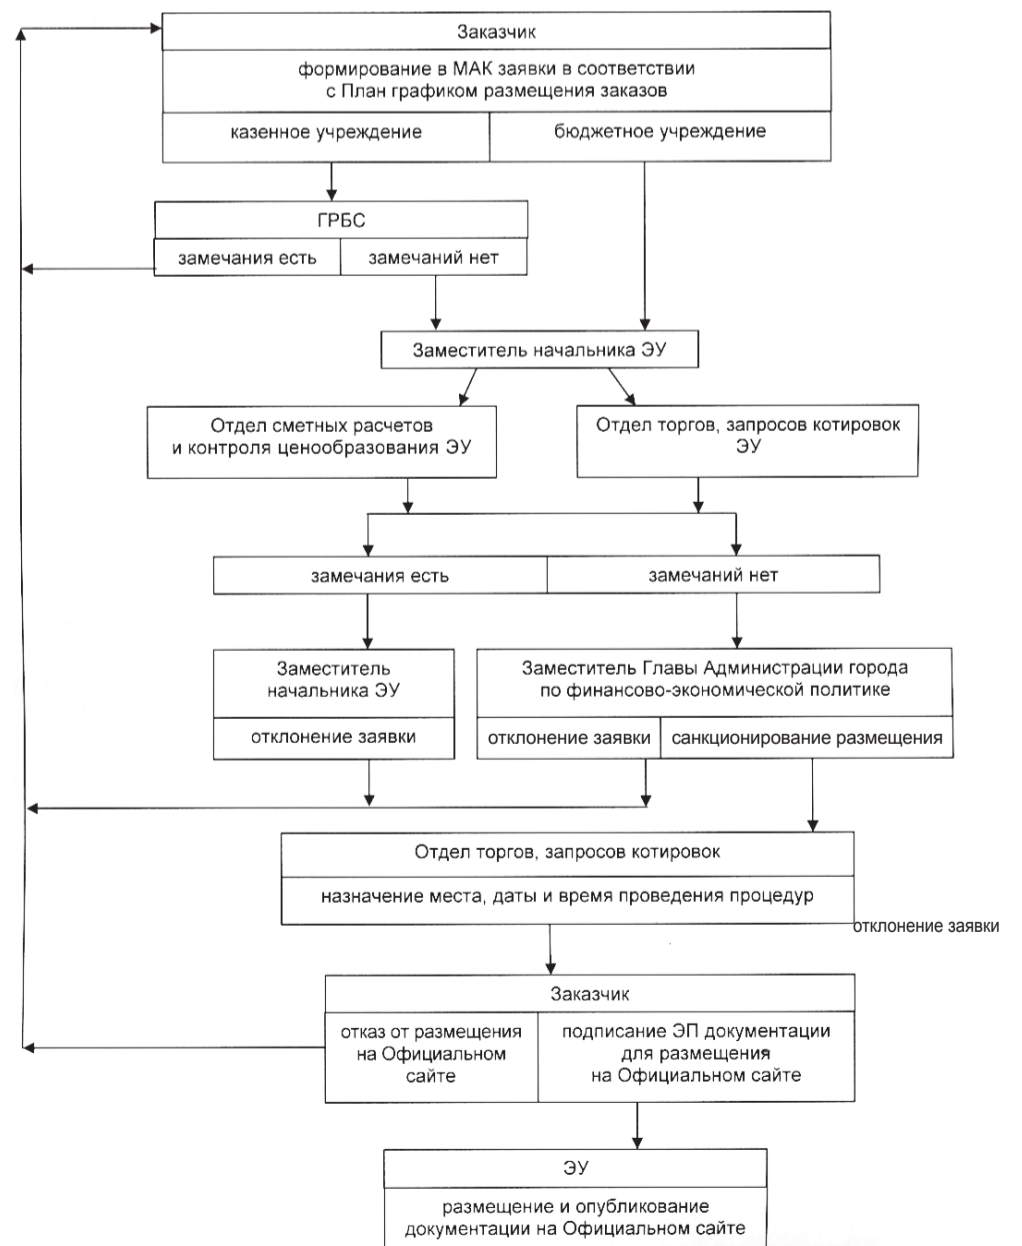 Заказчик
формирование в МАК заявки в соответствии
с План графиком размещения заказов
казенное учреждение
бюджетное учреждение
ГРБС
замечания есть
замечаний нет
Заместитель начальника ЭУ
Отдел сметных расчетов
и контроля ценообразования ЭУ
Отдел торгов, запросов котировок
ЭУ
замечания есть
замечаний нет
Заместитель
начальника ЭУ
отклонение заявки
Заместитель Главы Администрации города
по финансово-экономической политике
отклонение заявки
санкционирование размещения
Отдел торгов, запросов котировок
назначение места, даты и время проведения процедур
отклонение заявки
Заказчик
отказ от размещения
на Официальном
сайте
подписание ЭП документации
для размещения
на Официальном сайте
ЭУ
размещение и опубликование
документации на Официальном сайте